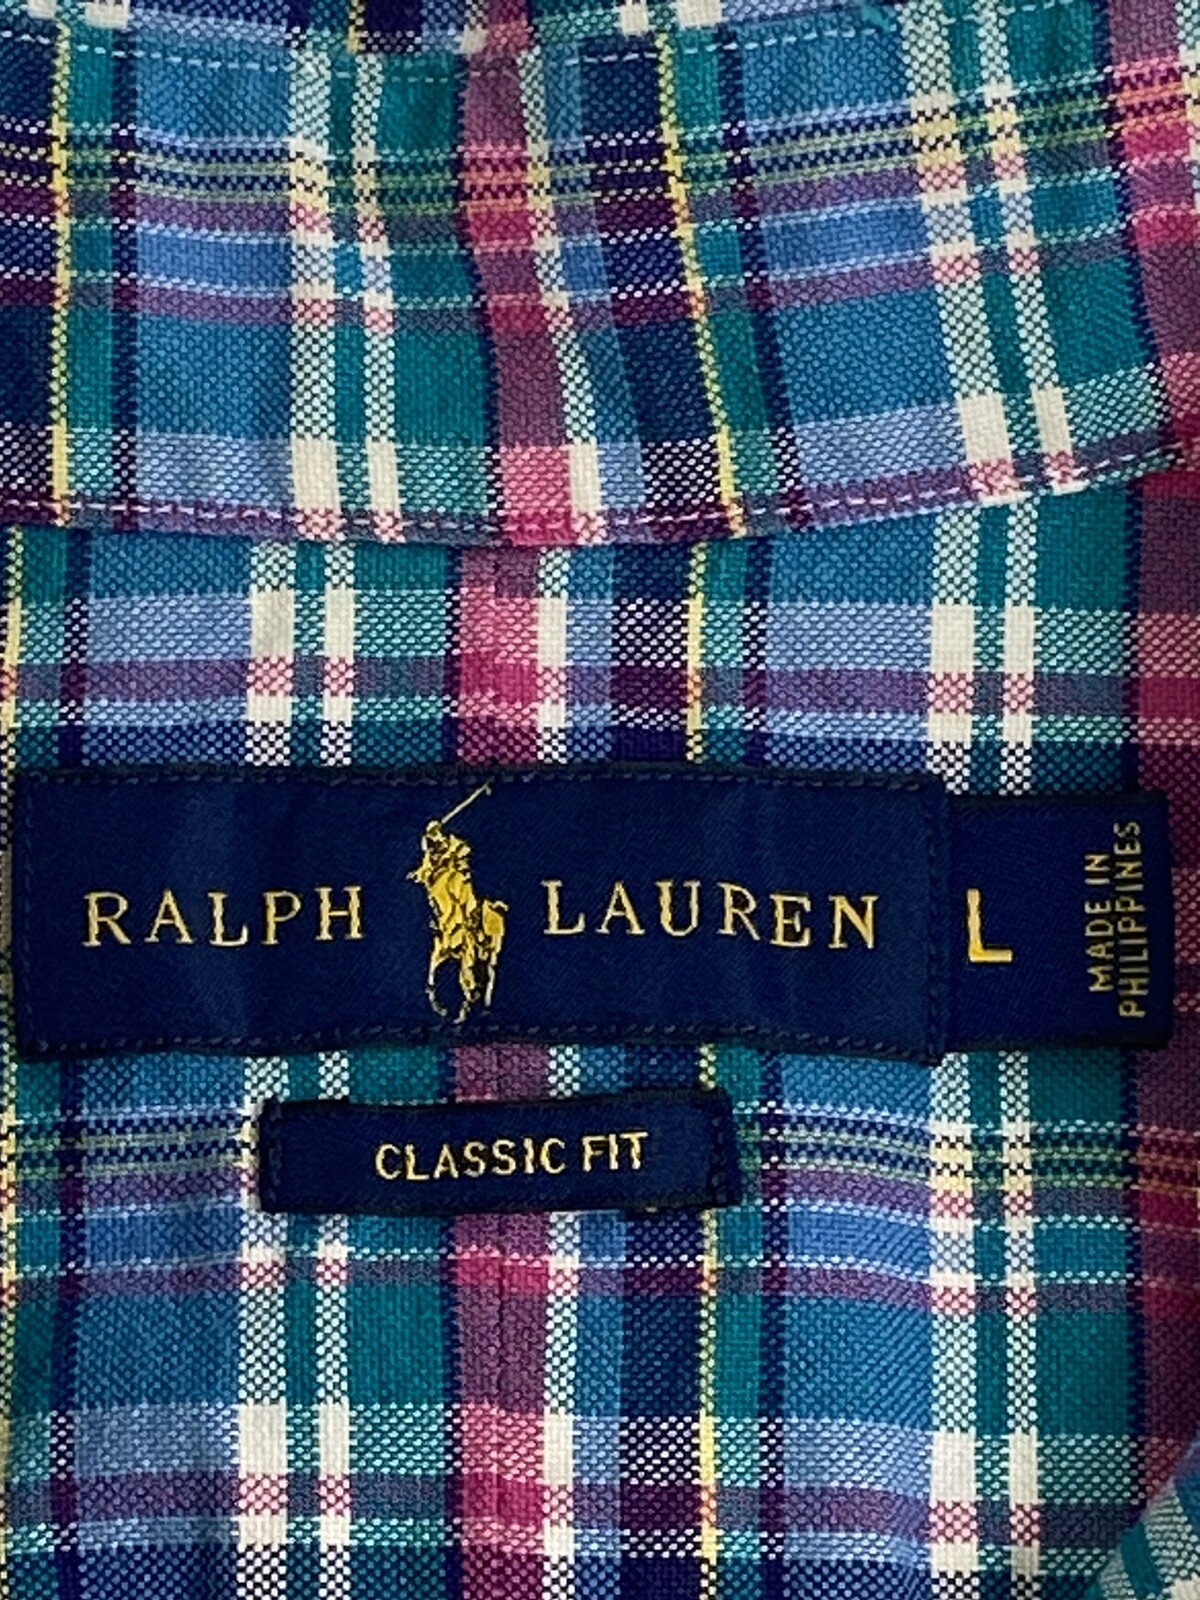 RALPH LAUREN
L
MADE IN
PHILIPPINES
CLASSIC FIT